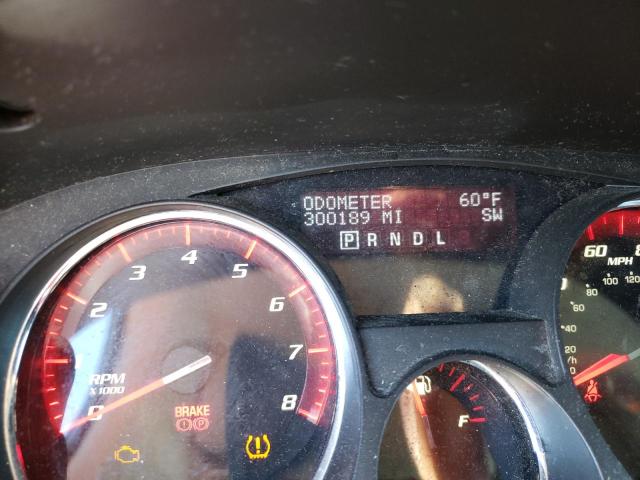 ODOMETER 60°F
300189 MI SW
P R N D L
2 3 4 5 6 7 8
RPM
X1000
C
BRAKE
(P)
F
60 8
MPH
80 100 120
60
40
20
0